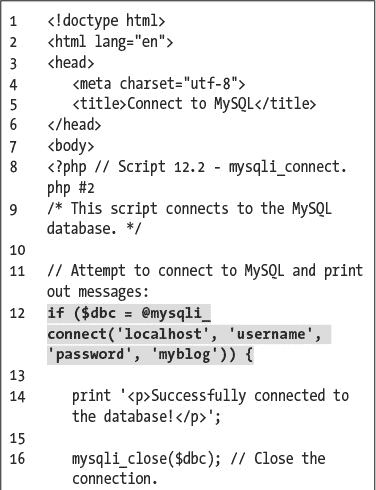 1 <!doctype html>
2 <html lang="en">
3 <head>
4 <meta charset="utf-8">
5 <title>Connect to MySQL</title>
6 </head>
7 <body>
8 <?php // Script 12.2 - mysqli_connect.
php #2
9 /* This script connects to the MySQL
database. */
10
11 // Attempt to connect to MySQL and print
out messages:
12 if ($dbc = @mysqli_
connect('localhost', 'username',
'password', 'myblog')) {
13
14 print '<p>Successfully connected to
the database!</p>';
15
16 mysqli_close($dbc); // Close the
connection.